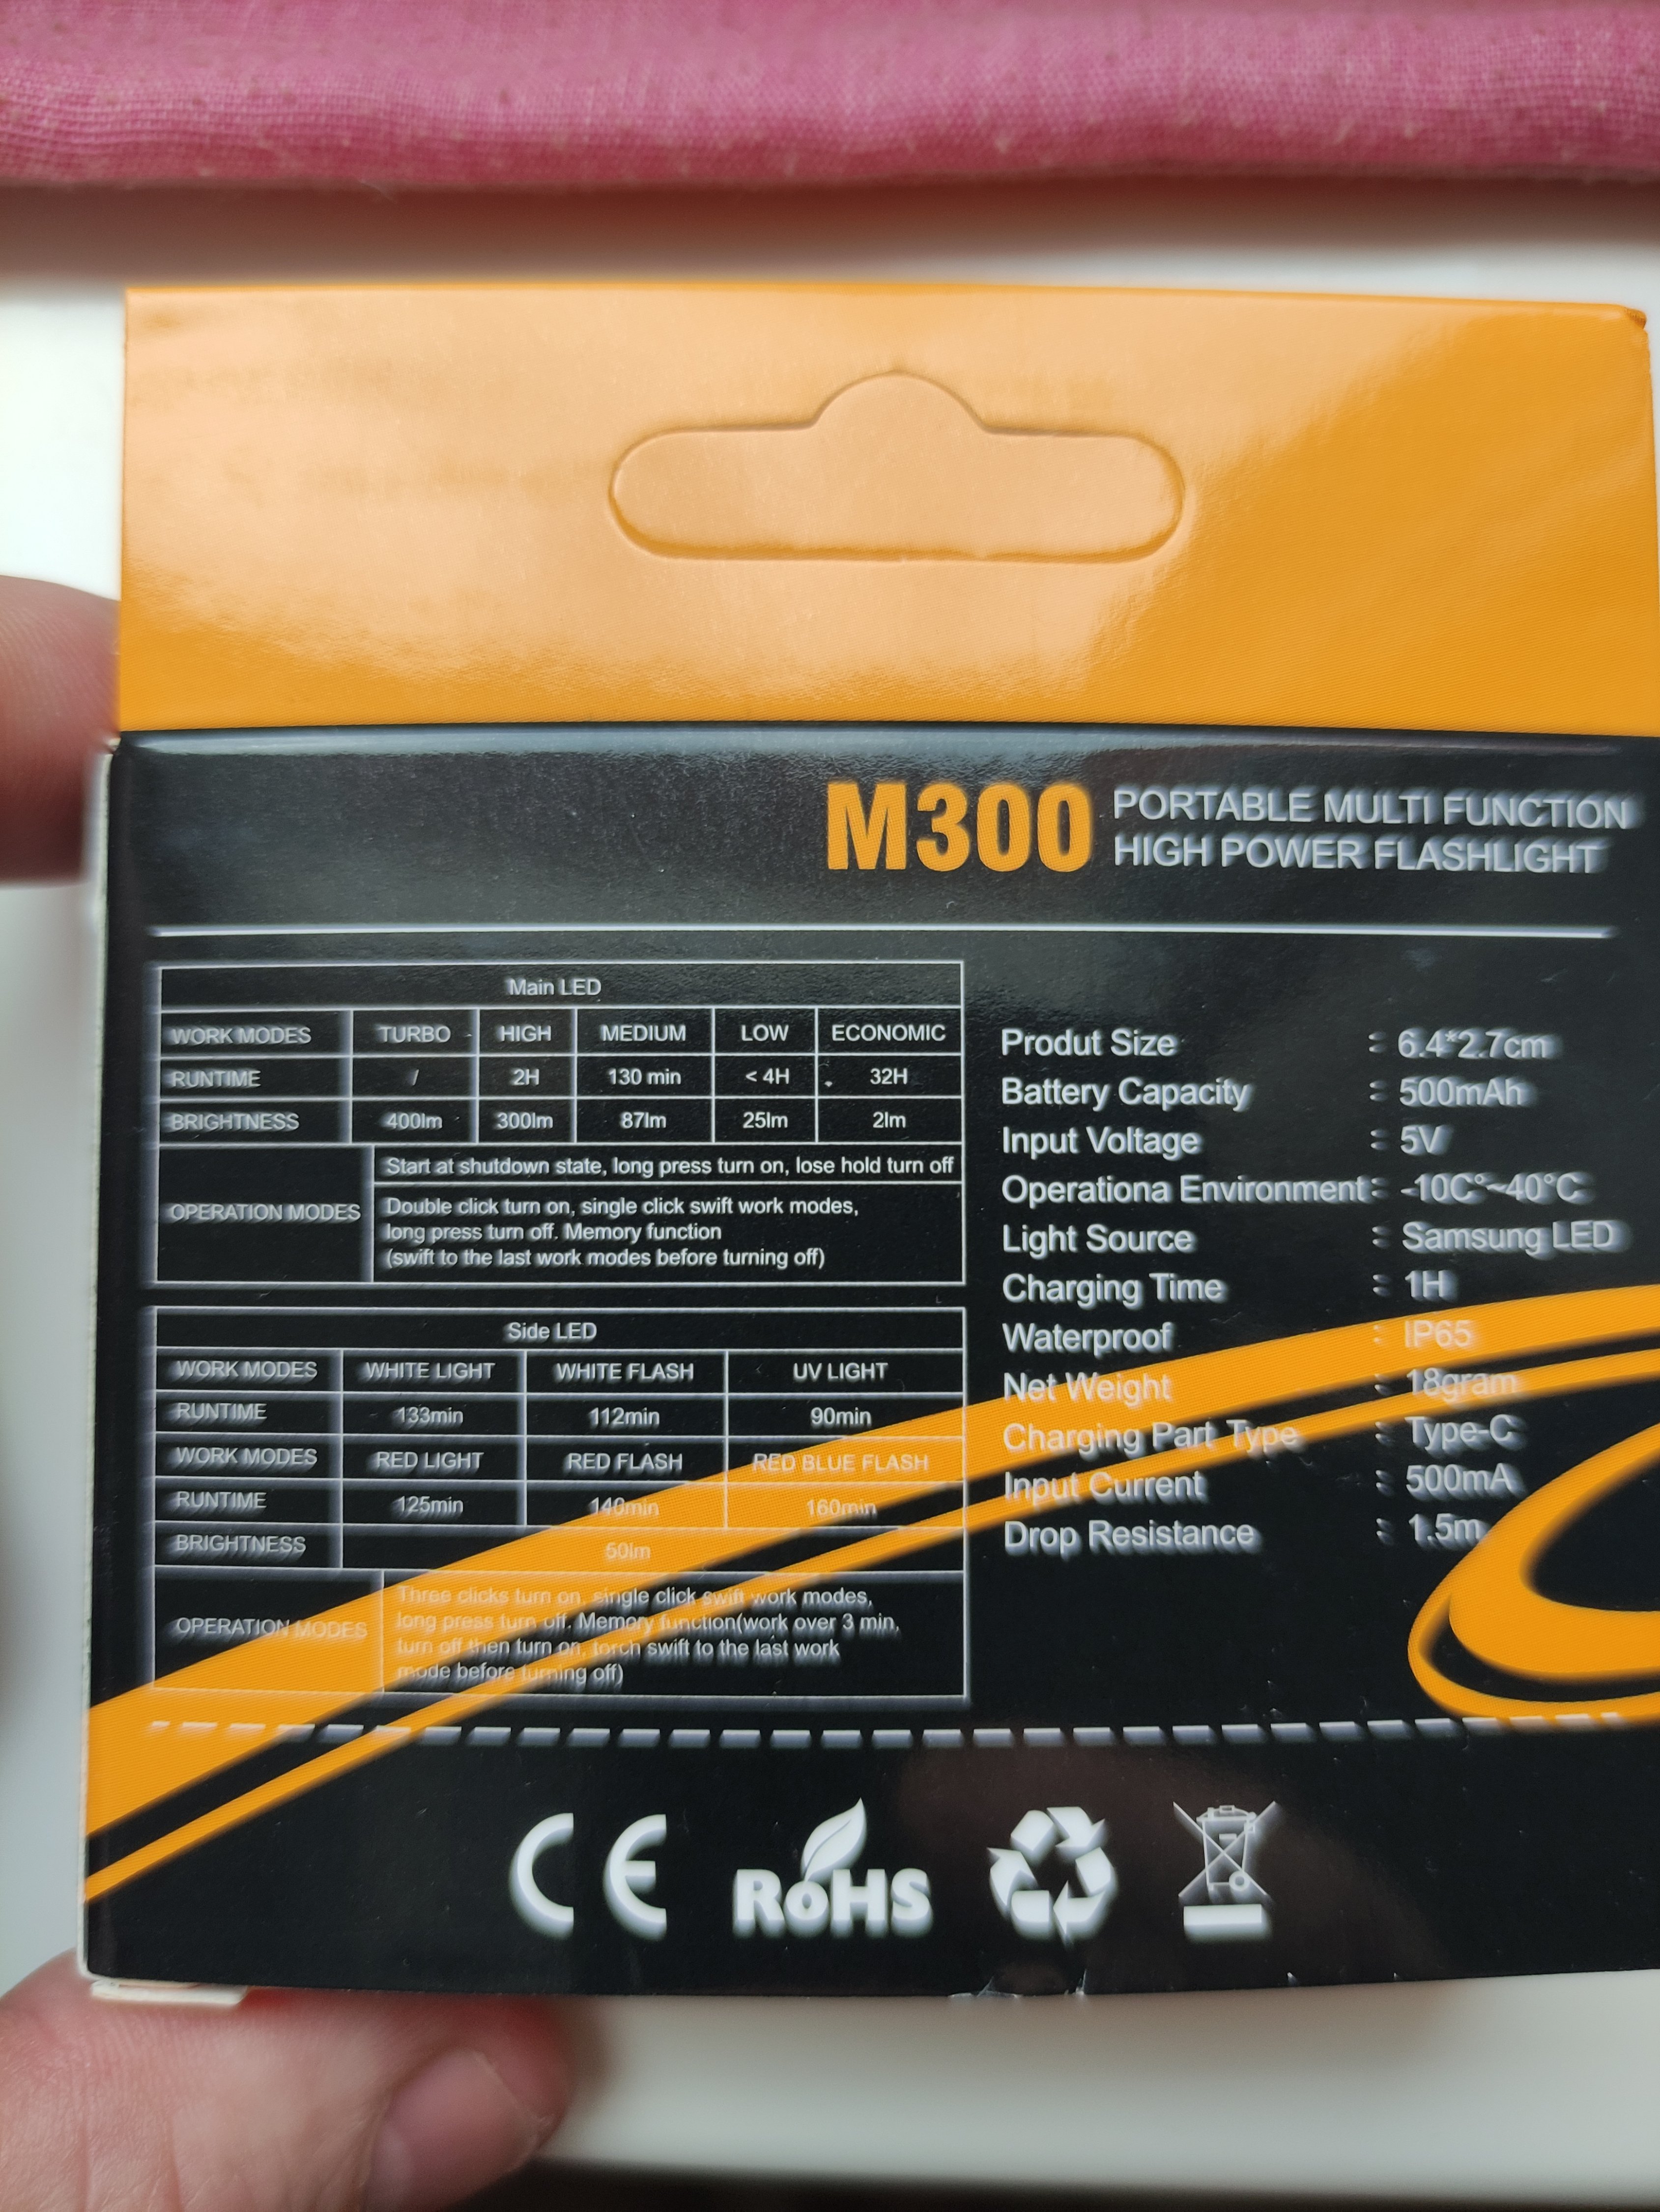 M300 PORTABLE MULTI FUNCTION
HIGH POWER FLASHLIGHT
Main LED
WORK MODES TURBO HIGH MEDIUM LOW ECONOMIC
RUNTIME / 2H 130 min < 4H 32H
BRIGHTNESS 400lm 300lm 87lm 25lm 2lm
OPERATION MODES
Start at shutdown state, long press turn on, lose hold turn off
Double click turn on, single click swift work modes,
long press turn off. Memory function
(swift to the last work modes before turning off)
Side LED
WORK MODES WHITE LIGHT WHITE FLASH UV LIGHT
RUNTIME 133min 112min 90min
WORK MODES RED LIGHT RED FLASH RED BLUE FLASH
RUNTIME 125min 140min 160min
BRIGHTNESS 50lm
OPERATION MODES
Three clicks turn on, single click swift work modes,
long press turn off. Memory function(work over 3 min,
turn off then turn on, torch swift to the last work
mode before turning off)
Produt Size : 6.4*2.7cm
Battery Capacity : 500mAh
Input Voltage : 5V
Operationa Environment : -10C°~40°C
Light Source : Samsung LED
Charging Time : 1H
Waterproof : IP65
Net Weight : 18gram
Charging Part Type : Type-C
Input Current : 500mA
Drop Resistance : 1.5m
CE RoHS